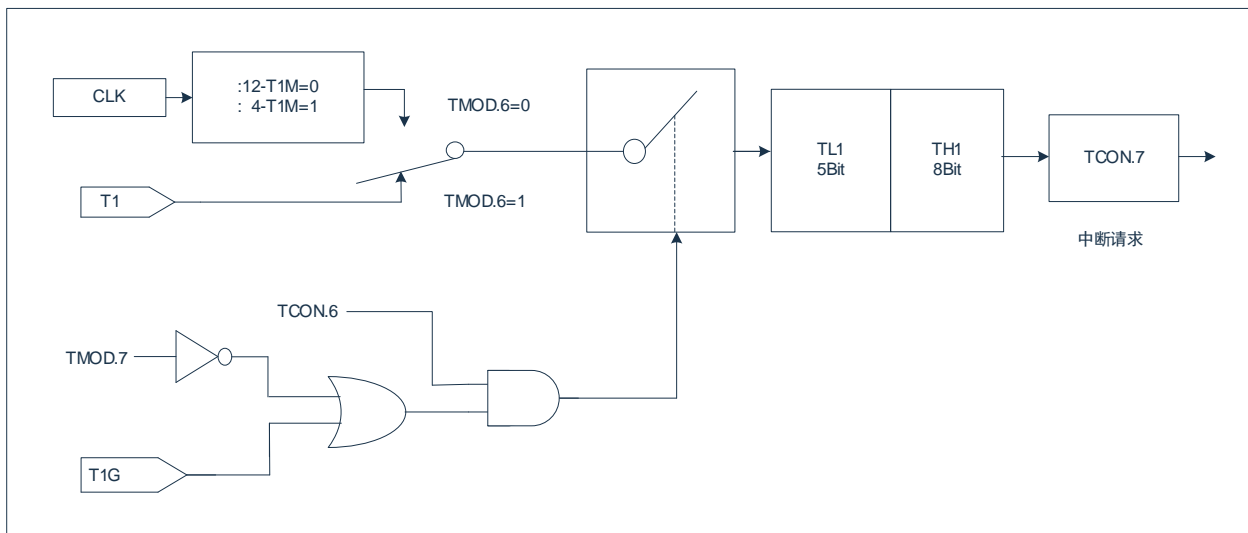 CLK
:12-T1M=0
: 4-T1M=1
TMOD.6=0
T1
TMOD.6=1
TL1
5Bit
TH1
8Bit
TCON.7
中断请求
TCON.6
TMOD.7
T1G